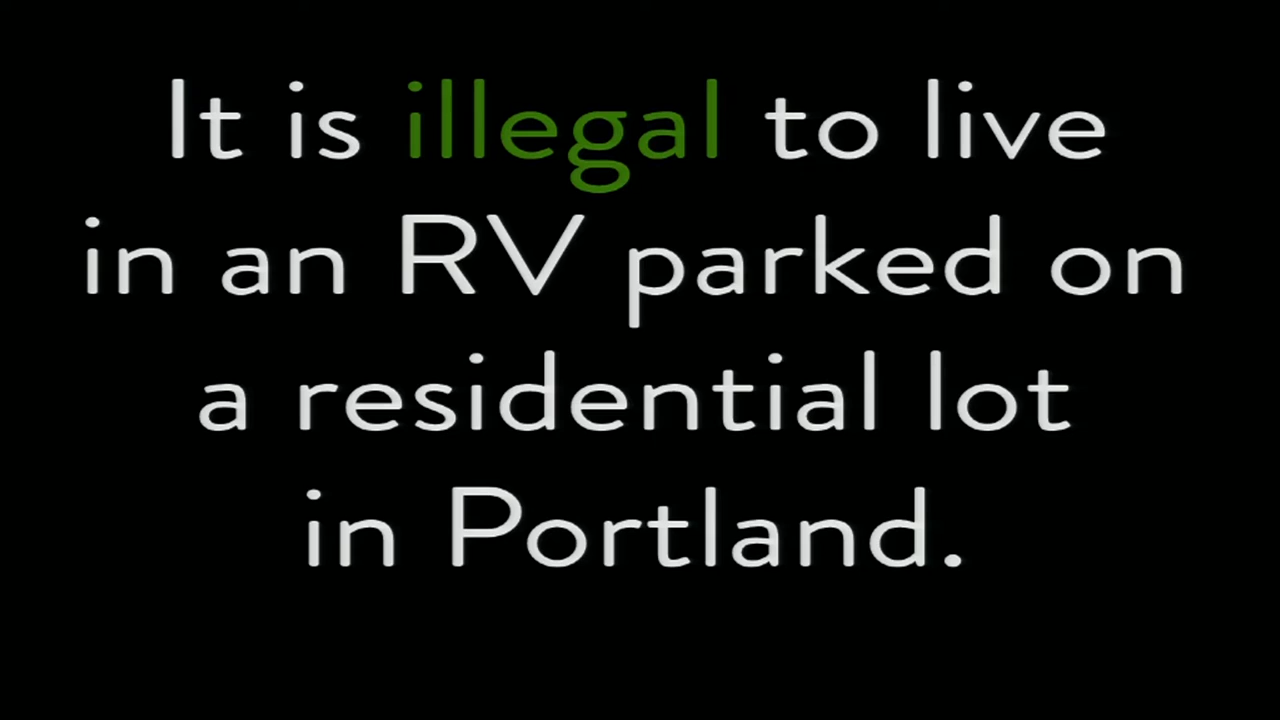 It is illegal to live
in an RV parked on
a residential lot
in Portland.